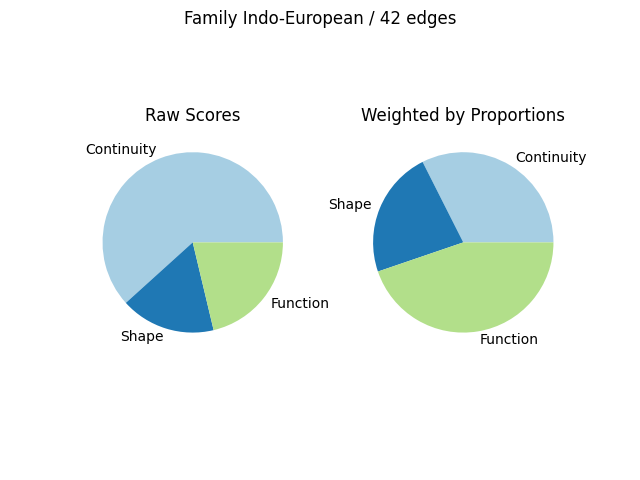 Family Indo-European / 42 edges
Raw Scores
Continuity
Shape
Function
Weighted by Proportions
Continuity
Shape
Function